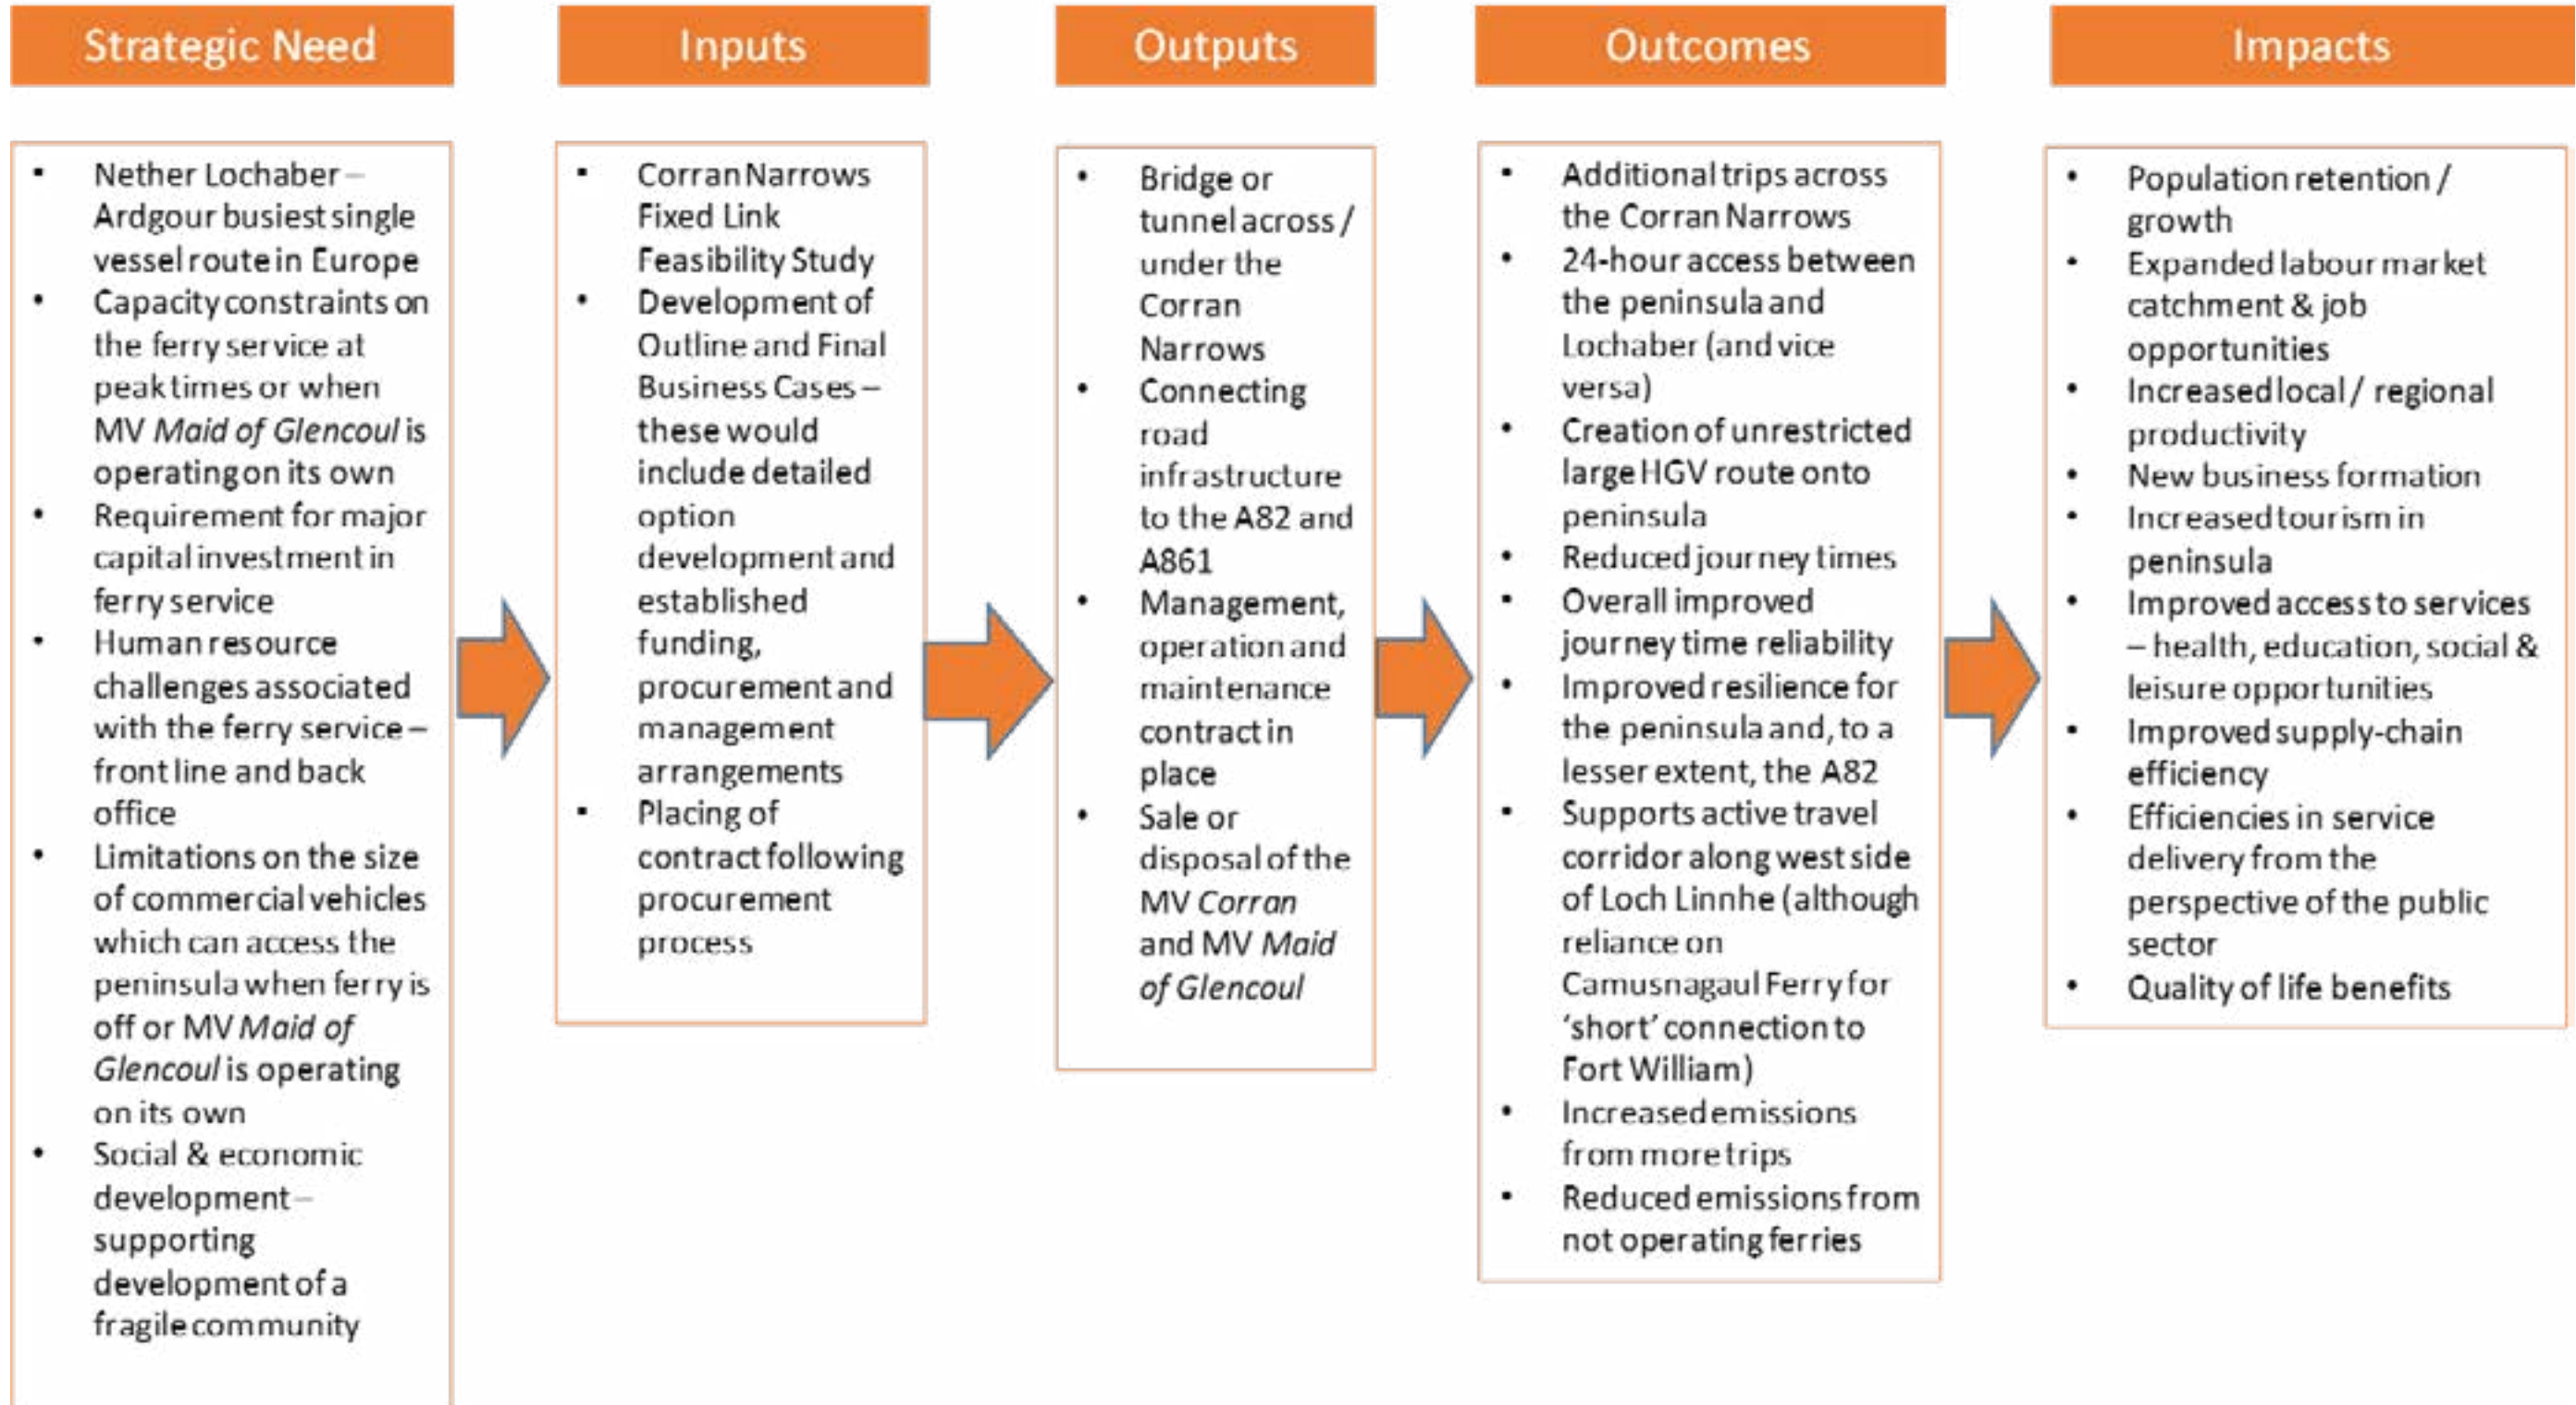 Strategic Need
Nether Lochaber –
Ardgour busiest single
vessel route in Europe
Capacity constraints on
the ferry service at
peak times or when
MV Maid of Glencoul is
operating on its own
Requirement for major
capital investment in
ferry service
Human resource
challenges associated
with the ferry service –
front line and back
office
Limitations on the size
of commercial vehicles
which can access the
peninsula when ferry is
off or MV Maid of
Glencoul is operating
on its own
Social & economic
development –
supporting
development of a
fragile community
Inputs
Corran Narrows
Fixed Link
Feasibility Study
Development of
Outline and Final
Business Cases –
these would
include detailed
option
development and
established
funding,
procurement and
management
arrangements
Placing of
contract following
procurement
process
Outputs
Bridge or
tunnel across /
under the
Corran
Narrows
Connecting
road
infrastructure
to the A82 and
A861
Management,
operation and
maintenance
contract in
place
Sale or
disposal of the
MV Corran
and MV Maid
of Glencoul
Outcomes
Additional trips across
the Corran Narrows
24-hour access between
the peninsula and
Lochaber (and vice
versa)
Creation of unrestricted
large HGV route onto
peninsula
Reduced journey times
Overall improved
journey time reliability
Improved resilience for
the peninsula and, to a
lesser extent, the A82
Supports active travel
corridor along west side
of Loch Linnhe (although
reliance on
Camusnagaul Ferry for
‘short’ connection to
Fort William)
Increased emissions
from more trips
Reduced emissions from
not operating ferries
Impacts
Population retention /
growth
Expanded labour market
catchment & job
opportunities
Increased local / regional
productivity
New business formation
Increased tourism in
peninsula
Improved access to services
– health, education, social &
leisure opportunities
Improved supply-chain
efficiency
Efficiencies in service
delivery from the
perspective of the public
sector
Quality of life benefits